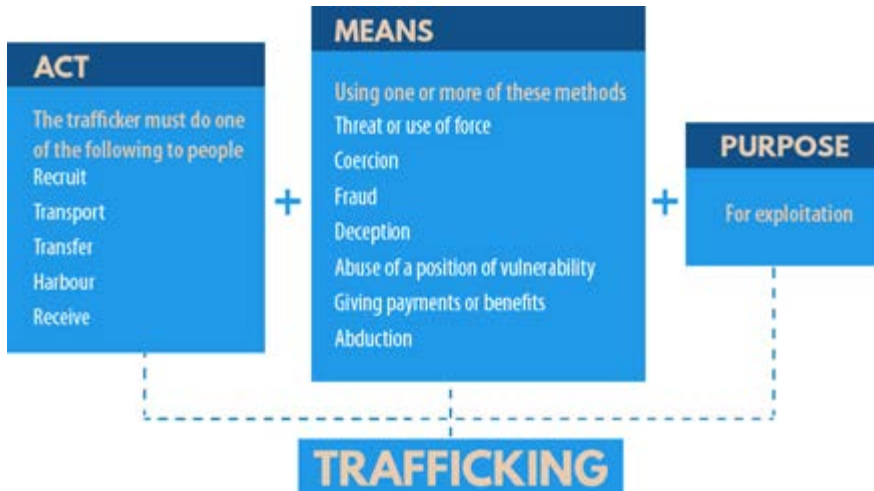 ACT
The trafficker must do one
of the following to people
Recruit
Transport
Transfer
Harbour
Receive
+
MEANS
Using one or more of these methods
Threat or use of force
Coercion
Fraud
Deception
Abuse of a position of vulnerability
Giving payments or benefits
Abduction
+
PURPOSE
For exploitation
TRAFFICKING